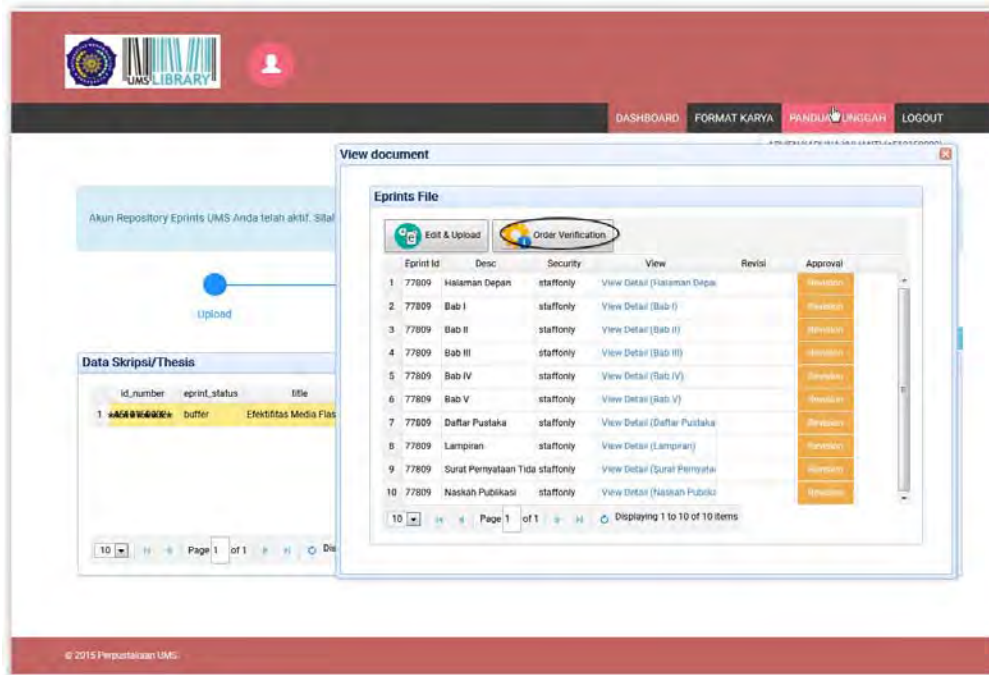 UMS LIBRARY
DASHBOARD FORMAT KARYA PANDUAN UNGGAH LOGOUT
View document
Eprints File
Akun Repository Eprints UMS Anda telah aktif.
Edit & Upload Order Verification
Eprint Id Desc Security View Revisi Approval
1 77809 Halaman Depan staffonly View Detail (Halaman Depa Revision
2 77809 Bab I staffonly View Detail (Bab I) Revision
3 77809 Bab II staffonly View Detail (Bab II) Revision
4 77809 Bab III staffonly View Detail (Bab III) Revision
5 77809 Bab IV staffonly View Detail (Bab IV) Revision
6 77809 Bab V staffonly View Detail (Bab V) Revision
7 77809 Daftar Pustaka staffonly View Detail (Daftar Pustaka Revision
8 77809 Lampiran staffonly View Detail (Lampiran) Revision
9 77809 Surat Pernyataan Tida staffonly View Detail (Surat Pernyata Revision
10 77809 Naskah Publikasi staffonly View Detail (Naskah Publika Revision
10 Page 1 of 1 Displaying 1 to 10 of 10 items
Upload
Data Skripsi/Thesis
id_number eprint_status title
1 buffer Efektifitas Media Flas
10 Page 1 of 1 Dis
© 2015 Perpustakaan UMS